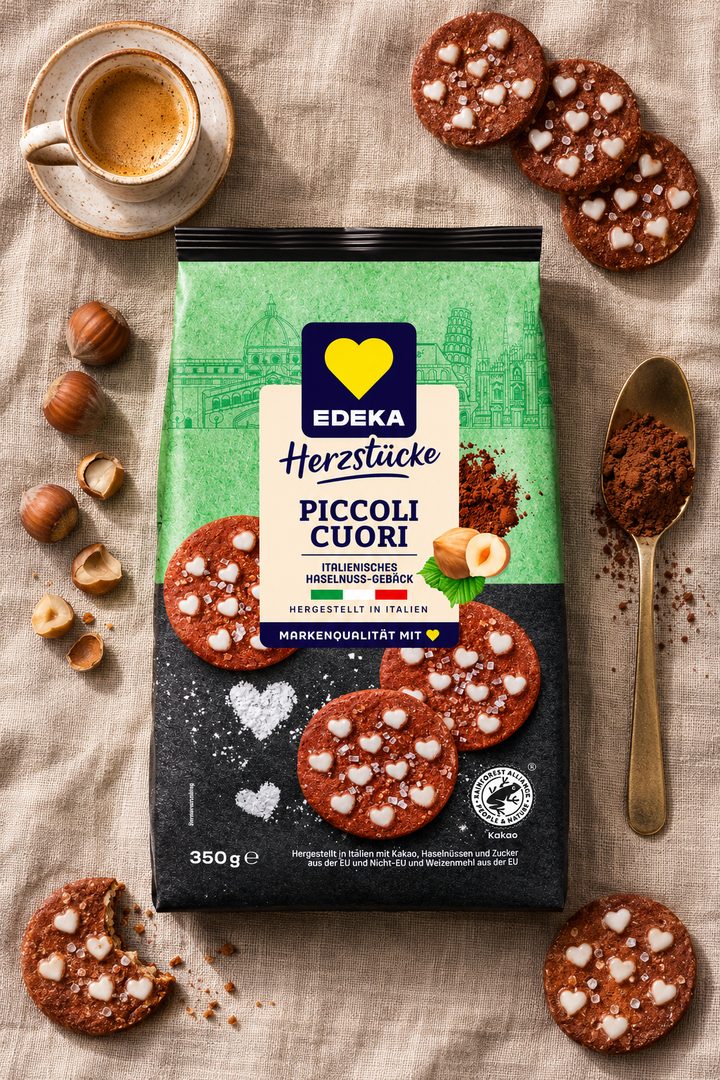 EDEKA
Herzstücke
PICCOLI
CUORI
ITALIENISCHES
HASELNUSS-GEBÄCK
HERGESTELLT IN ITALIEN
MARKENQUALITÄT MIT
RAINFOREST ALLIANCE
PEOPLE & NATURE
®
Kakao
350 g ℮
Hergestellt in Italien mit Kakao, Haselnüssen und Zucker
aus der EU und Nicht-EU und Weizenmehl aus der EU